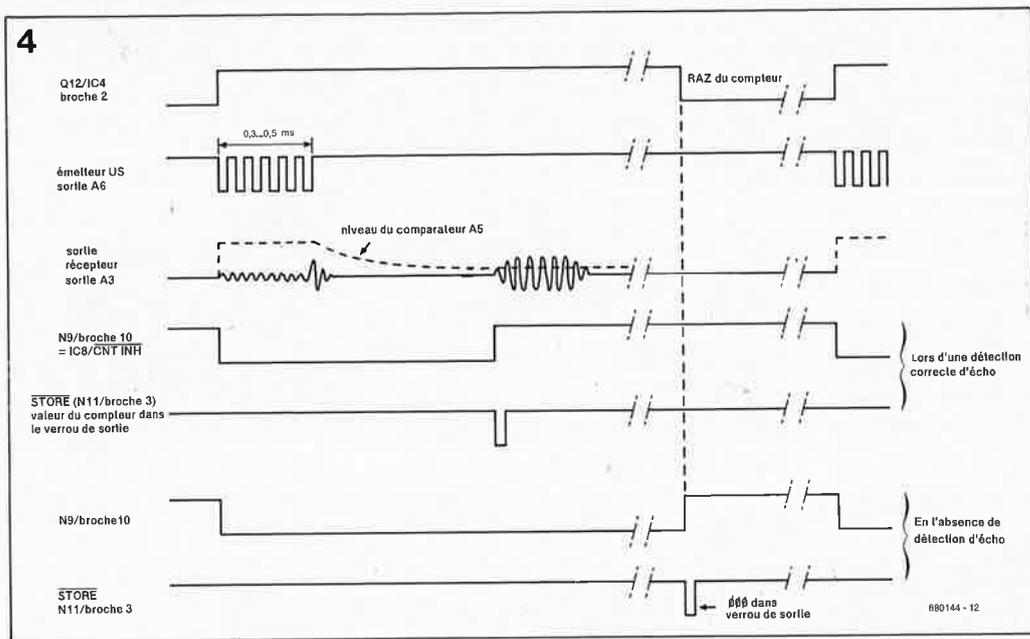 4
Q12/IC4
broche 2
RAZ du compteur
0,3...0,5 ms
émetteur US
sortie A6
niveau du comparateur A5
sortie
récepteur
sortie A3
N9/broche 10
= IC8/CNT INH
Lors d'une détection
correcte d'écho
STORE (N11/broche 3)
valeur du compteur dans
le verrou de sortie
N9/broche10
En l'absence de
détection d'écho
STORE
N11/broche 3
000 dans
verrou de sortie
880144 - 12